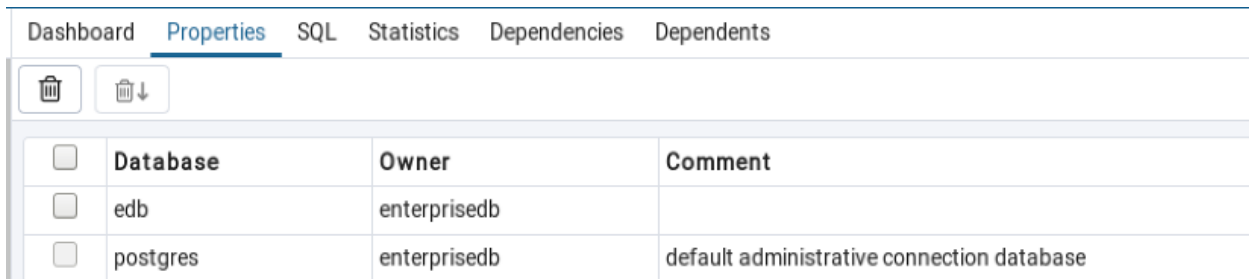 Dashboard Properties SQL Statistics Dependencies Dependents
Database Owner Comment
edb enterprisedb
postgres enterprisedb default administrative connection database